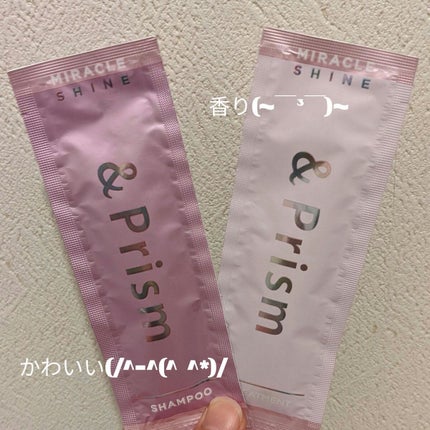 MIRACLE
SHINE
& Prism
SHAMPOO
MIRACLE
SHINE
& Prism
香り(~￣³￣)~
かわいい(/^-^(^ ^*)/